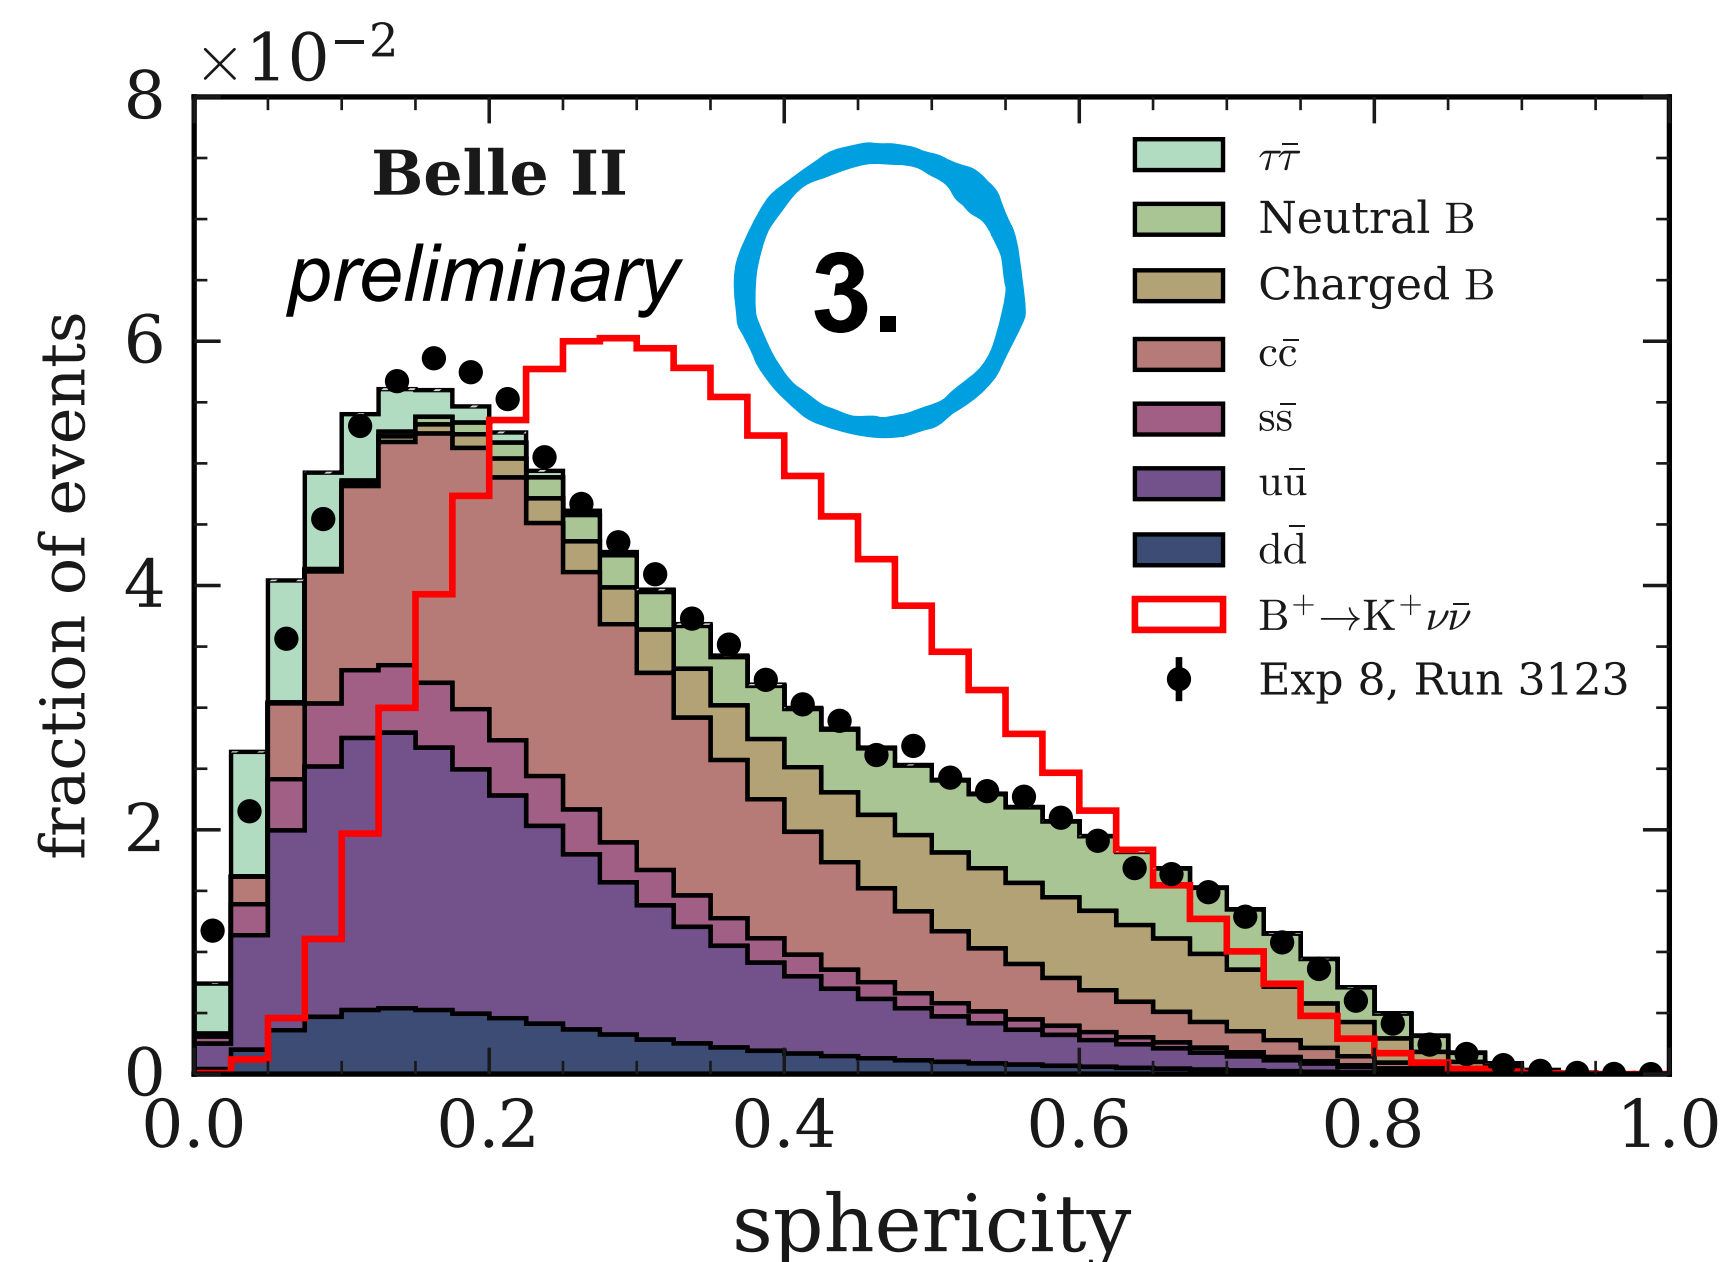 ×10⁻²
8
6
4
2
0
fraction of events
Belle II
preliminary
3.
ττ̄
Neutral B
Charged B
cc̄
ss̄
uū
dd̄
B⁺→K⁺νν̄
Exp 8, Run 3123
0.0 0.2 0.4 0.6 0.8 1.0
sphericity